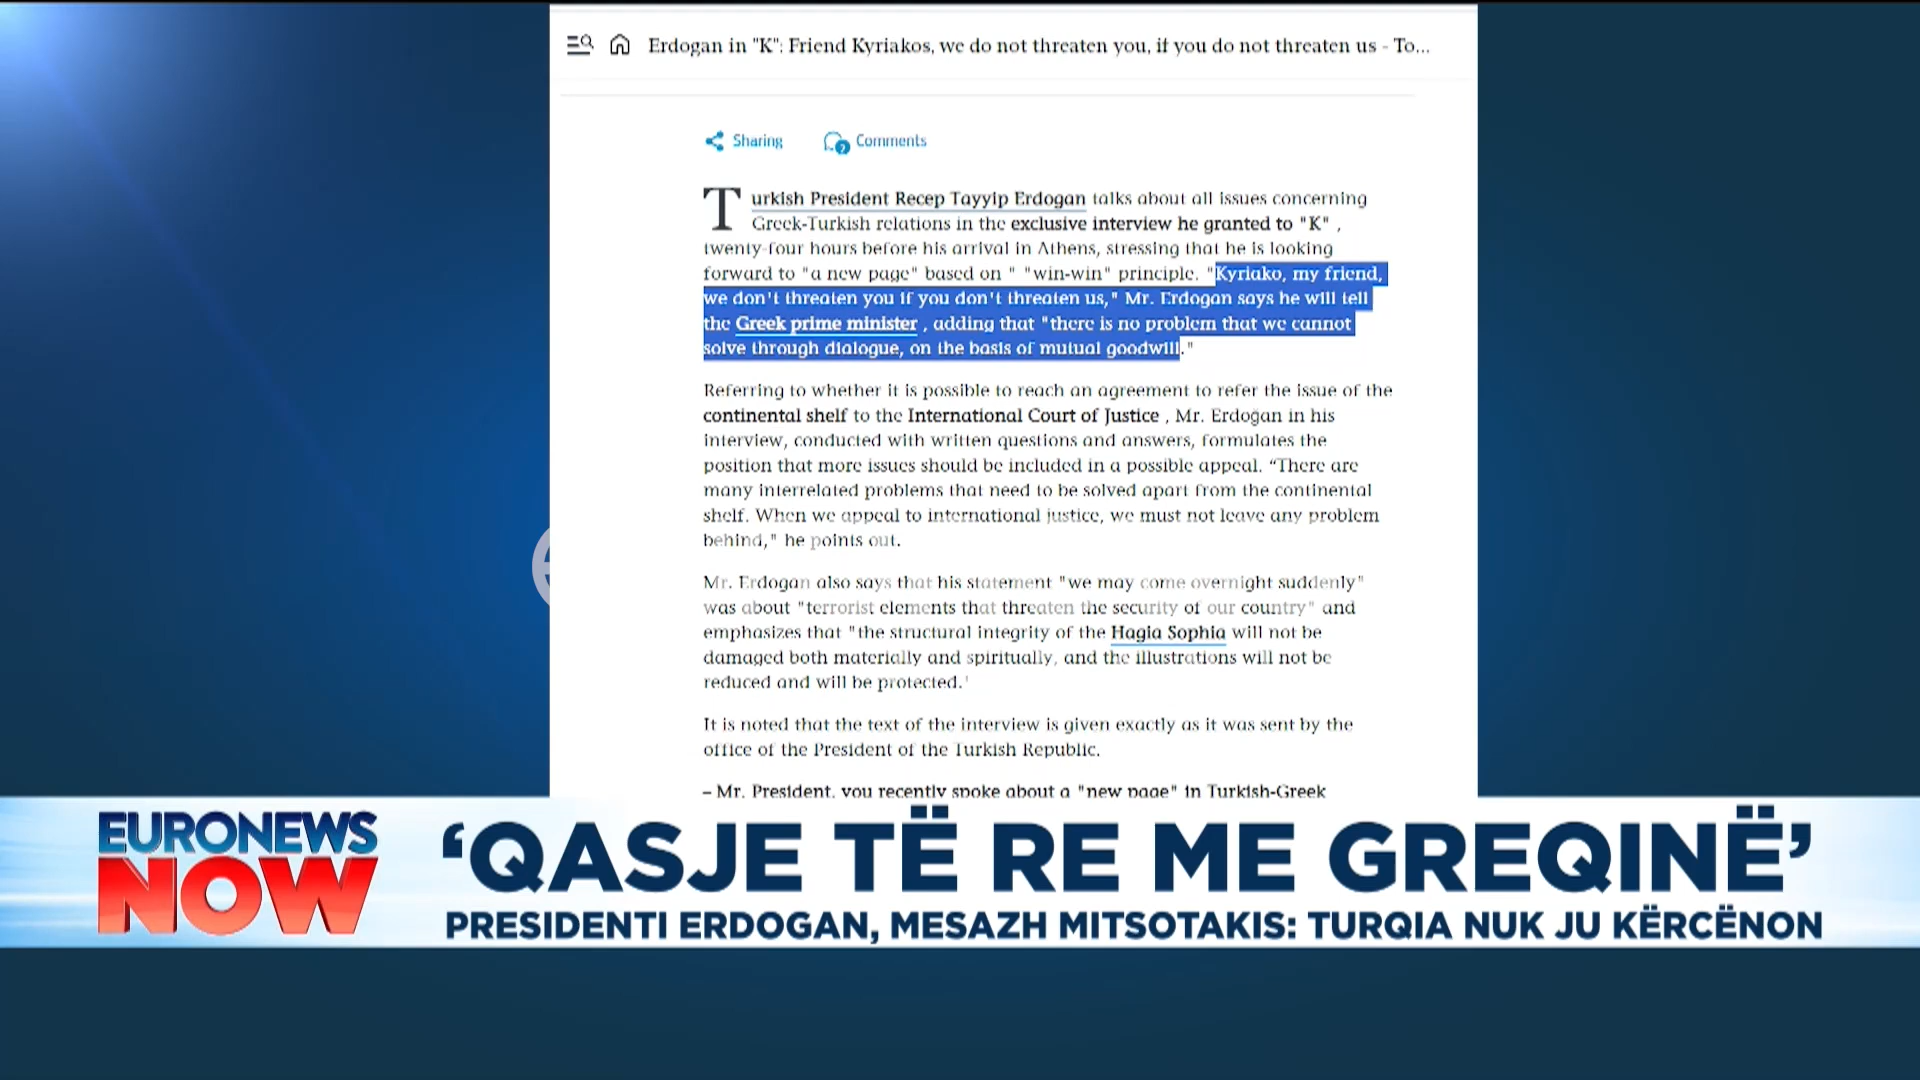 Erdogan in "K": Friend Kyriakos, we do not threaten you, if you do not threaten us - To...
Sharing
2
Comments
Turkish President Recep Tayyip Erdogan talks about all issues concerning
Greek-Turkish relations in the exclusive interview he granted to "K" ,
twenty-four hours before his arrival in Athens, stressing that he is looking
forward to "a new page" based on " "win-win" principle. "Kyriako, my friend,
we don't threaten you if you don't threaten us," Mr. Erdogan says he will tell
the Greek prime minister , adding that "there is no problem that we cannot
solve through dialogue, on the basis of mutual goodwill."
Referring to whether it is possible to reach an agreement to refer the issue of the
continental shelf to the International Court of Justice , Mr. Erdogan in his
interview, conducted with written questions and answers, formulates the
position that more issues should be included in a possible appeal. “There are
many interrelated problems that need to be solved apart from the continental
shelf. When we appeal to international justice, we must not leave any problem
behind," he points out.
Mr. Erdogan also says that his statement "we may come overnight suddenly"
was about "terrorist elements that threaten the security of our country" and
emphasizes that "the structural integrity of the Hagia Sophia will not be
damaged both materially and spiritually, and the illustrations will not be
reduced and will be protected.'
It is noted that the text of the interview is given exactly as it was sent by the
office of the President of the Turkish Republic.
– Mr. President, you recently spoke about a "new page" in Turkish-Greek
EURONEWS
NOW
‘QASJE TË RE ME GREQINË’
PRESIDENTI ERDOGAN, MESAZH MITSOTAKIS: TURQIA NUK JU KËRCËNON